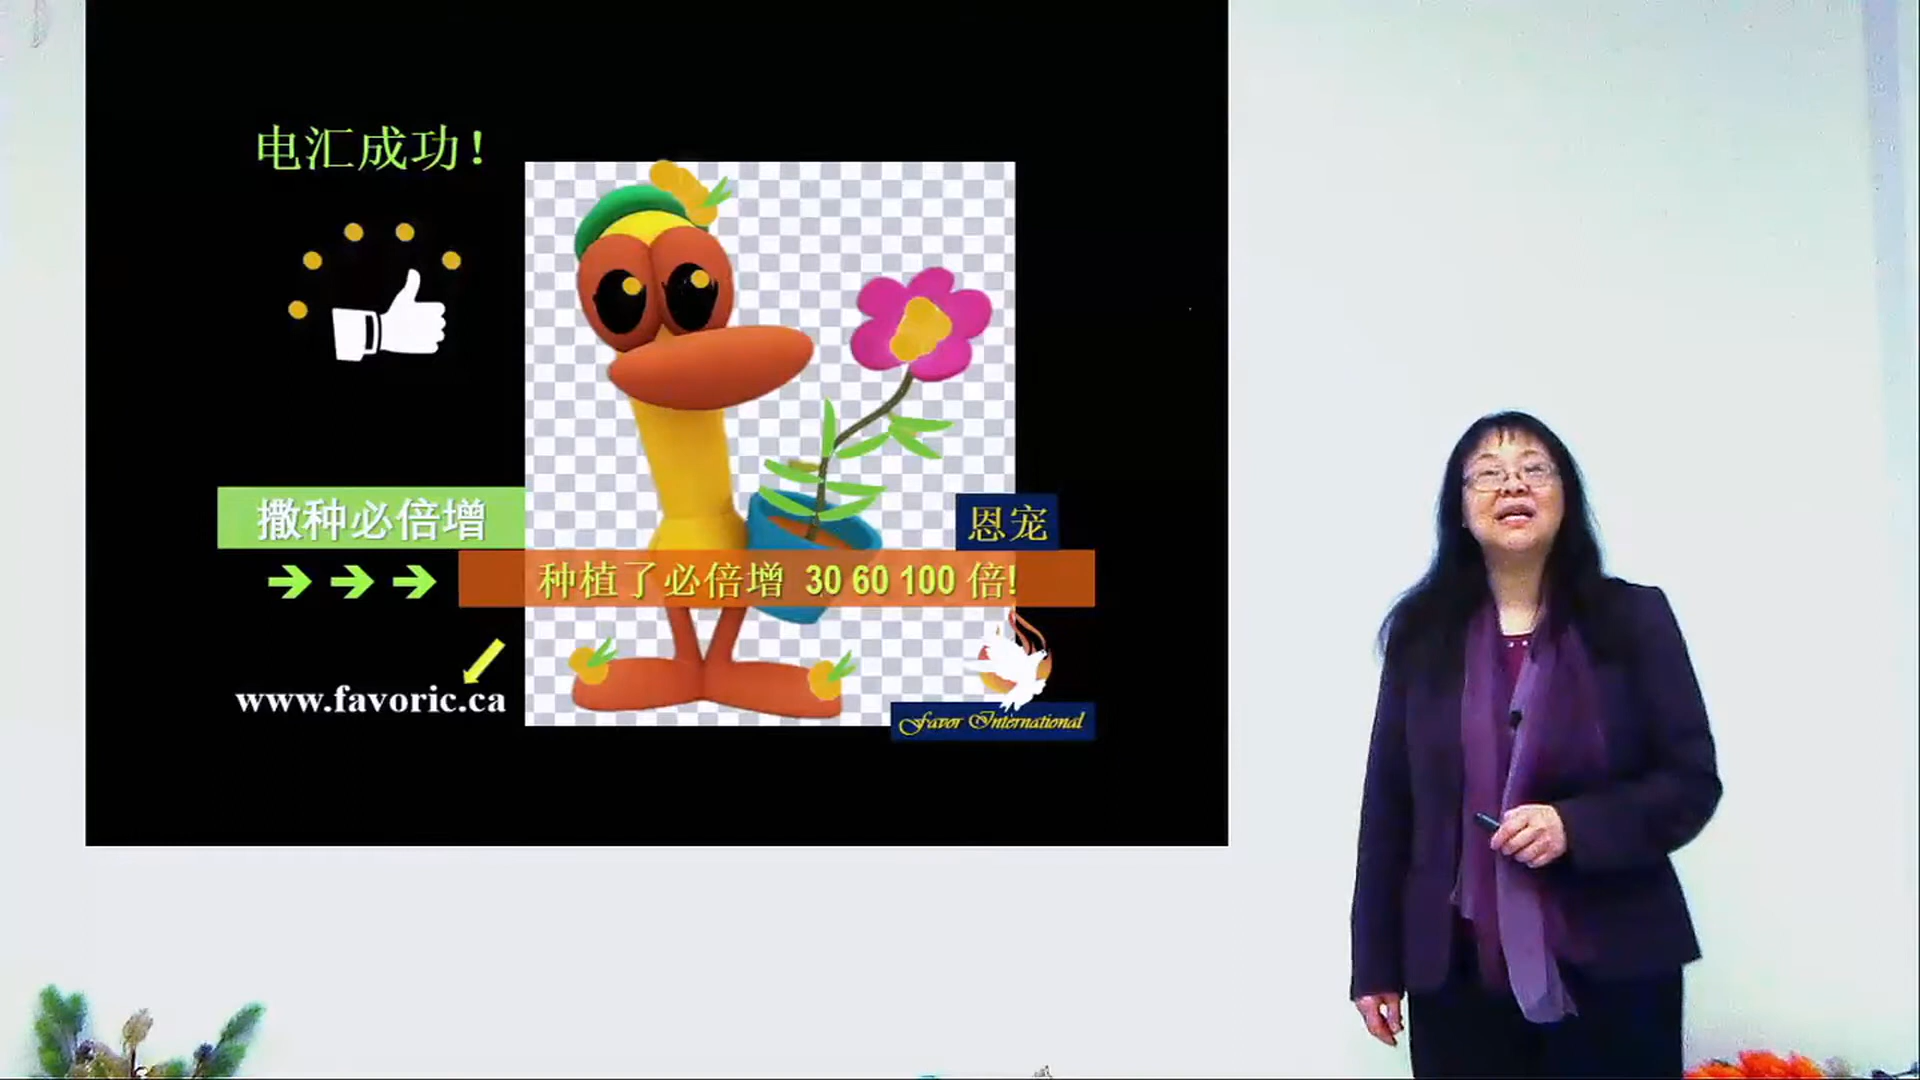 电汇成功！
撒种必倍增
恩宠
种植了必倍增 30 60 100 倍!
www.favoric.ca
Favor International